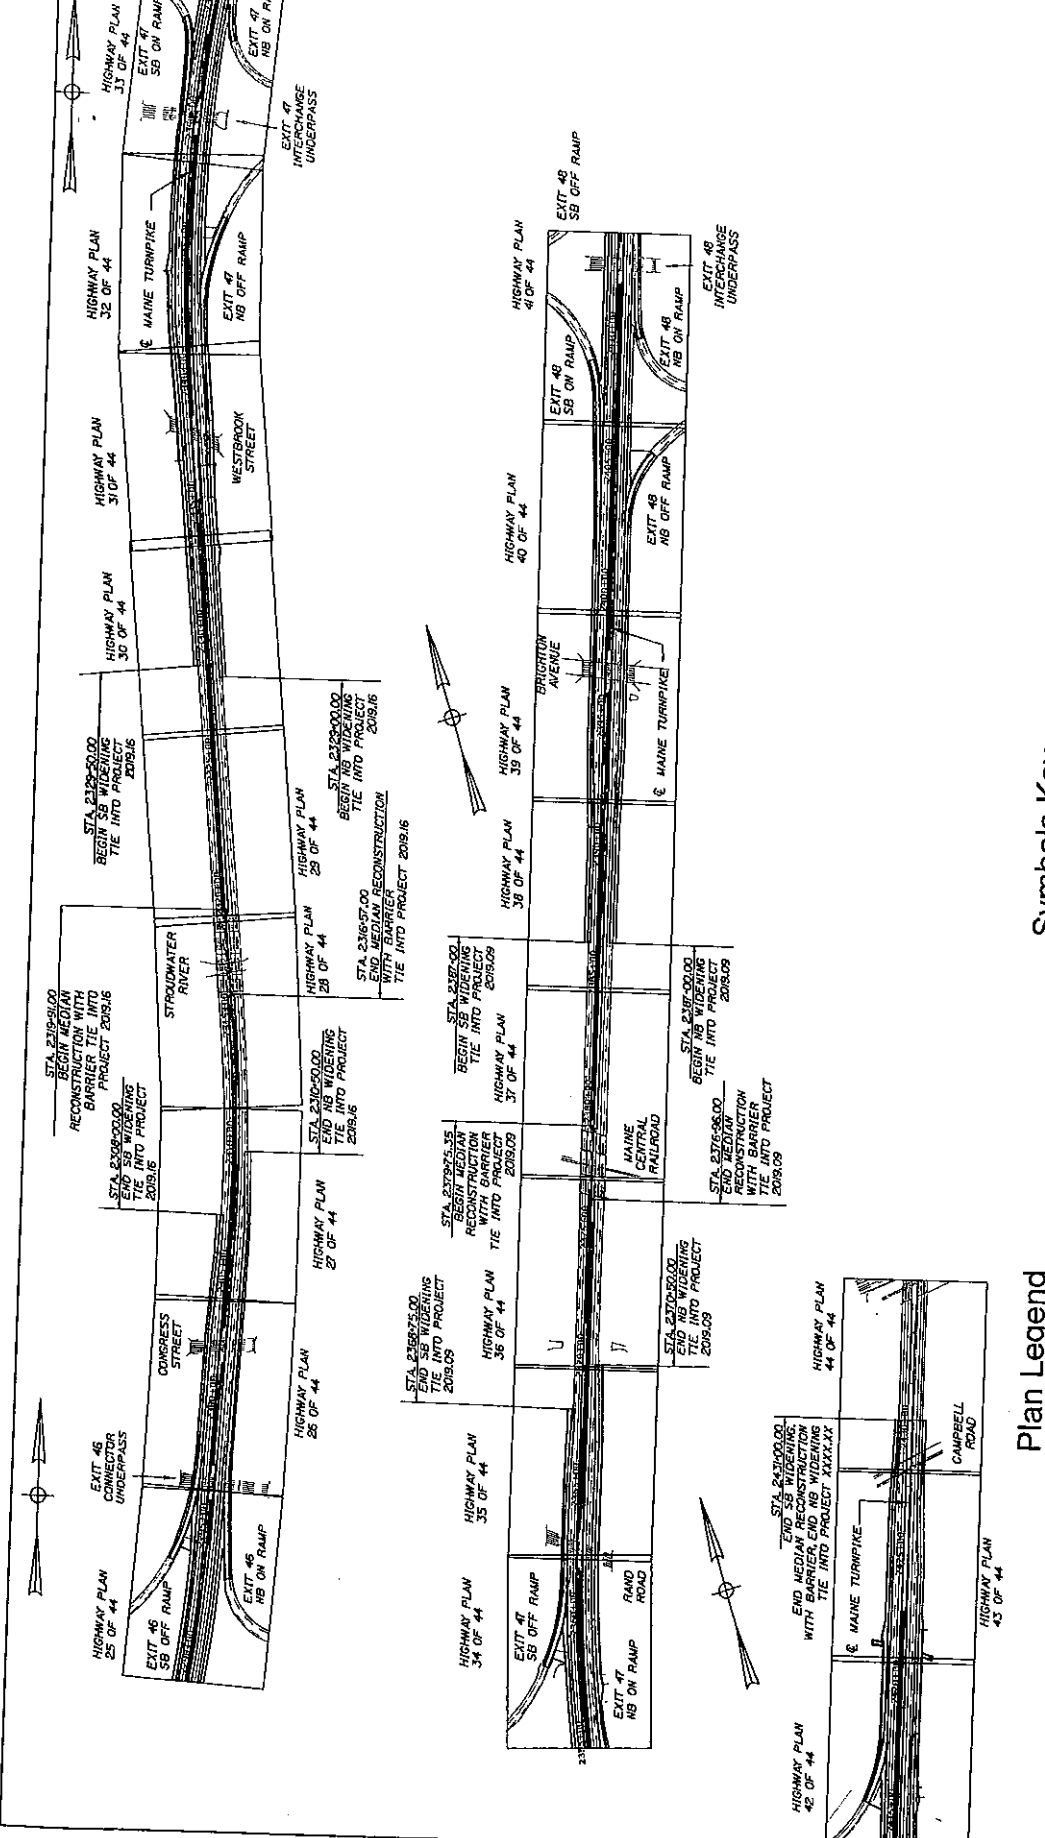 HIGHWAY PLAN
33 OF 44
EXIT 47
SB ON RAMP
EXIT 47
NB ON RA
EXIT 47
INTERCHANGE
UNDERPASS
HIGHWAY PLAN
32 OF 44
℄ MAINE TURNPIKE
EXIT 47
NB OFF RAMP
HIGHWAY PLAN
31 OF 44
WESTBROOK
STREET
HIGHWAY PLAN
30 OF 44
STA. 2329+50.00
BEGIN SB WIDENING
TIE INTO PROJECT
2019.16
STA. 2329+00.00
BEGIN NB WIDENING
TIE INTO PROJECT
2019.16
HIGHWAY PLAN
29 OF 44
STA. 2319+91.00
BEGIN MEDIAN
RECONSTRUCTION WITH
BARRIER TIE INTO
PROJECT 2019.16
STROUDWATER
RIVER
HIGHWAY PLAN
28 OF 44
STA. 2316+57.00
END MEDIAN RECONSTRUCTION
WITH BARRIER
TIE INTO PROJECT 2019.16
STA. 2308+00.00
END SB WIDENING
TIE INTO PROJECT
2019.16
STA. 2310+50.00
END NB WIDENING
TIE INTO PROJECT
2019.16
HIGHWAY PLAN
27 OF 44
CONGRESS
STREET
HIGHWAY PLAN
26 OF 44
EXIT 46
CONNECTOR
UNDERPASS
HIGHWAY PLAN
25 OF 44
EXIT 46
SB OFF RAMP
EXIT 46
NB ON RAMP
EXIT 48
SB OFF RAMP
HIGHWAY PLAN
41 OF 44
EXIT 48
INTERCHANGE
UNDERPASS
EXIT 48
SB ON RAMP
EXIT 48
NB ON RAMP
HIGHWAY PLAN
40 OF 44
EXIT 48
NB OFF RAMP
BRIGHTON
AVENUE
HIGHWAY PLAN
39 OF 44
℄ MAINE TURNPIKE
HIGHWAY PLAN
38 OF 44
STA. 2387+00
BEGIN SB WIDENING
TIE INTO PROJECT
2019.09
STA. 2387+00.00
BEGIN NB WIDENING
TIE INTO PROJECT
2019.09
HIGHWAY PLAN
37 OF 44
STA. 2379+75.35
BEGIN MEDIAN
RECONSTRUCTION
WITH BARRIER
TIE INTO PROJECT
2019.09
MAINE
CENTRAL
RAILROAD
STA. 2376+96.00
END MEDIAN
RECONSTRUCTION
WITH BARRIER
TIE INTO PROJECT
2019.09
HIGHWAY PLAN
36 OF 44
STA. 2368+75.00
END SB WIDENING
TIE INTO PROJECT
2019.09
STA. 2370+50.00
END NB WIDENING
TIE INTO PROJECT
2019.09
HIGHWAY PLAN
35 OF 44
HIGHWAY PLAN
34 OF 44
EXIT 47
SB OFF RAMP
RAND
ROAD
EXIT 47
NB ON RAMP
HIGHWAY PLAN
44 OF 44
STA. 2431+00.00
END SB WIDENING,
END MEDIAN RECONSTRUCTION
WITH BARRIER, END NB WIDENING
TIE INTO PROJECT XXXX.XX
CAMPBELL
ROAD
℄ MAINE TURNPIKE
HIGHWAY PLAN
43 OF 44
HIGHWAY PLAN
42 OF 44
Plan Legend
Symbols Key